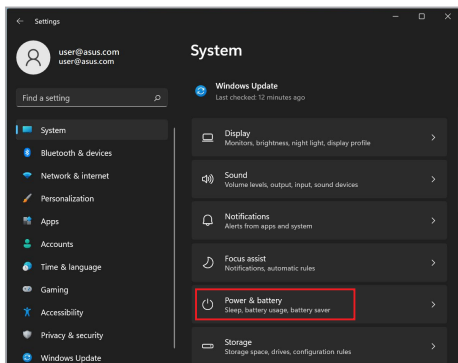 Settings
user@asus.com
user@asus.com
Find a setting
System
Bluetooth & devices
Network & internet
Personalization
Apps
Accounts
Time & language
Gaming
Accessibility
Privacy & security
Windows Update
System
Windows Update
Last checked: 12 minutes ago
Display
Monitors, brightness, night light, display profile
Sound
Volume levels, output, input, sound devices
Notifications
Alerts from apps and system
Focus assist
Notifications, automatic rules
Power & battery
Sleep, battery usage, battery saver
Storage
Storage space, drives, configuration rules